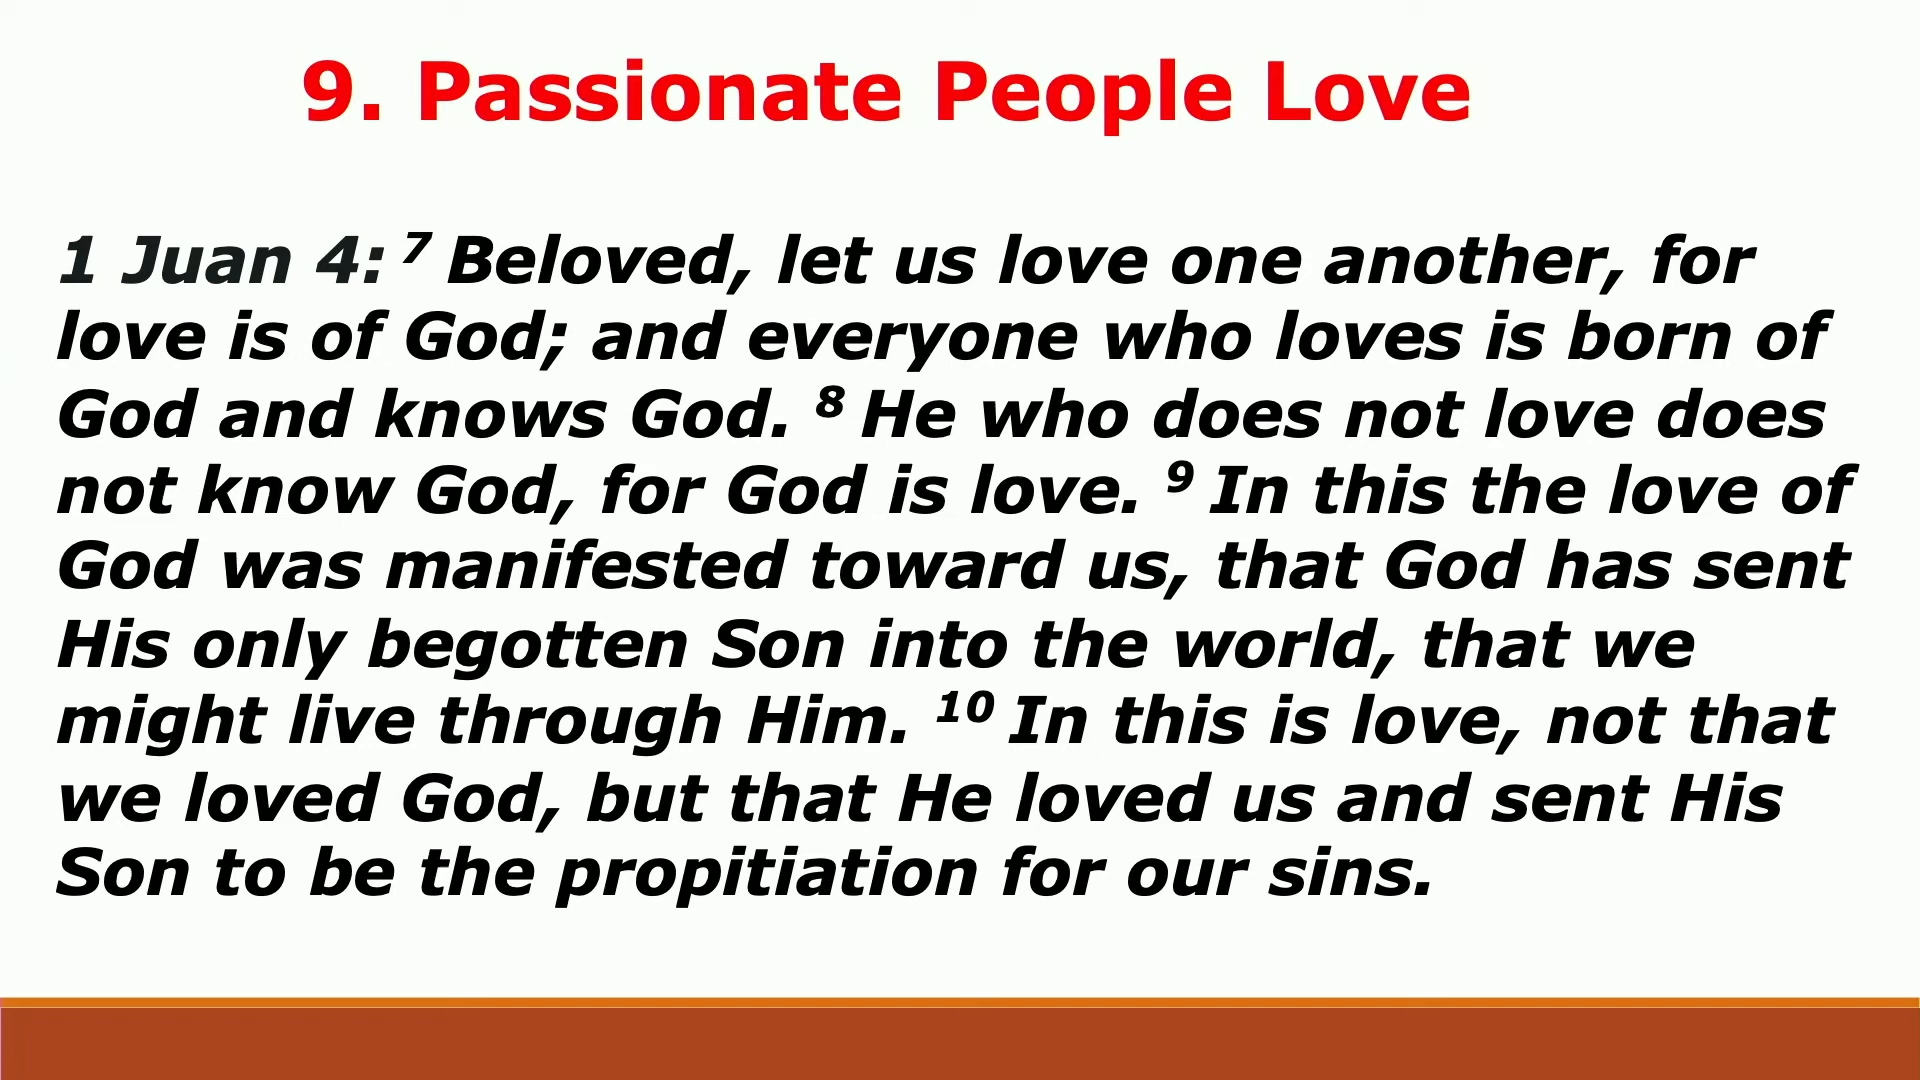 9. Passionate People Love
1 Juan 4: 7 Beloved, let us love one another, for
love is of God; and everyone who loves is born of
God and knows God. 8 He who does not love does
not know God, for God is love. 9 In this the love of
God was manifested toward us, that God has sent
His only begotten Son into the world, that we
might live through Him. 10 In this is love, not that
we loved God, but that He loved us and sent His
Son to be the propitiation for our sins.